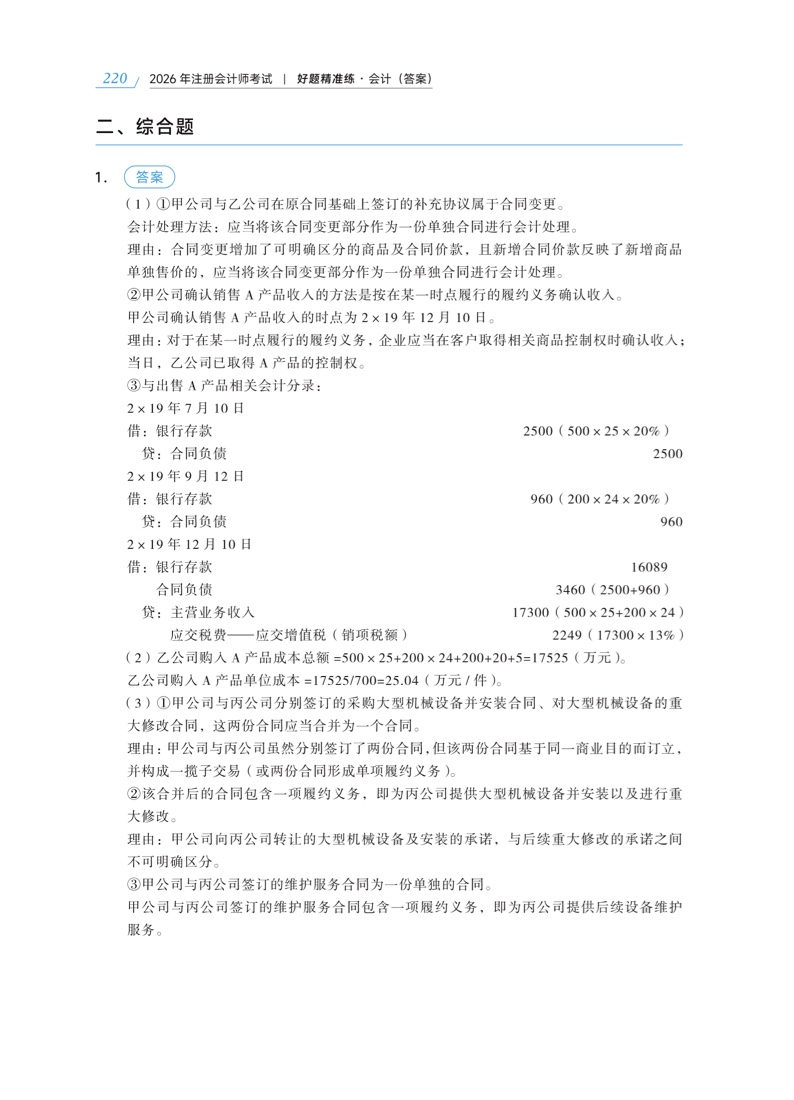 220 2026 年注册会计师考试 | 好题精准练·会计（答案）
二、综合题
1. 答案
（1）①甲公司与乙公司在原合同基础上签订的补充协议属于合同变更。
会计处理方法：应当将该合同变更部分作为一份单独合同进行会计处理。
理由：合同变更增加了可明确区分的商品及合同价款，且新增合同价款反映了新增商品
单独售价的，应当将该合同变更部分作为一份单独合同进行会计处理。
②甲公司确认销售 A 产品收入的方法是按在某一时点履行的履约义务确认收入。
甲公司确认销售 A 产品收入的时点为 2×19 年 12 月 10 日。
理由：对于在某一时点履行的履约义务，企业应当在客户取得相关商品控制权时确认收入；
当日，乙公司已取得 A 产品的控制权。
③与出售 A 产品相关会计分录：
2×19 年 7 月 10 日
借：银行存款 2500（500×25×20%）
贷：合同负债 2500
2×19 年 9 月 12 日
借：银行存款 960（200×24×20%）
贷：合同负债 960
2×19 年 12 月 10 日
借：银行存款 16089
合同负债 3460（2500+960）
贷：主营业务收入 17300（500×25+200×24）
应交税费——应交增值税（销项税额） 2249（17300×13%）
（2）乙公司购入 A 产品成本总额 =500×25+200×24+200+20+5=17525（万元）。
乙公司购入 A 产品单位成本 =17525/700=25.04（万元 / 件）。
（3）①甲公司与丙公司分别签订的采购大型机械设备并安装合同、对大型机械设备的重
大修改合同，这两份合同应当合并为一个合同。
理由：甲公司与丙公司虽然分别签订了两份合同，但该两份合同基于同一商业目的而订立，
并构成一揽子交易（或两份合同形成单项履约义务）。
②该合并后的合同包含一项履约义务，即为丙公司提供大型机械设备并安装以及进行重
大修改。
理由：甲公司向丙公司转让的大型机械设备及安装的承诺，与后续重大修改的承诺之间
不可明确区分。
③甲公司与丙公司签订的维护服务合同为一份单独的合同。
甲公司与丙公司签订的维护服务合同包含一项履约义务，即为丙公司提供后续设备维护
服务。